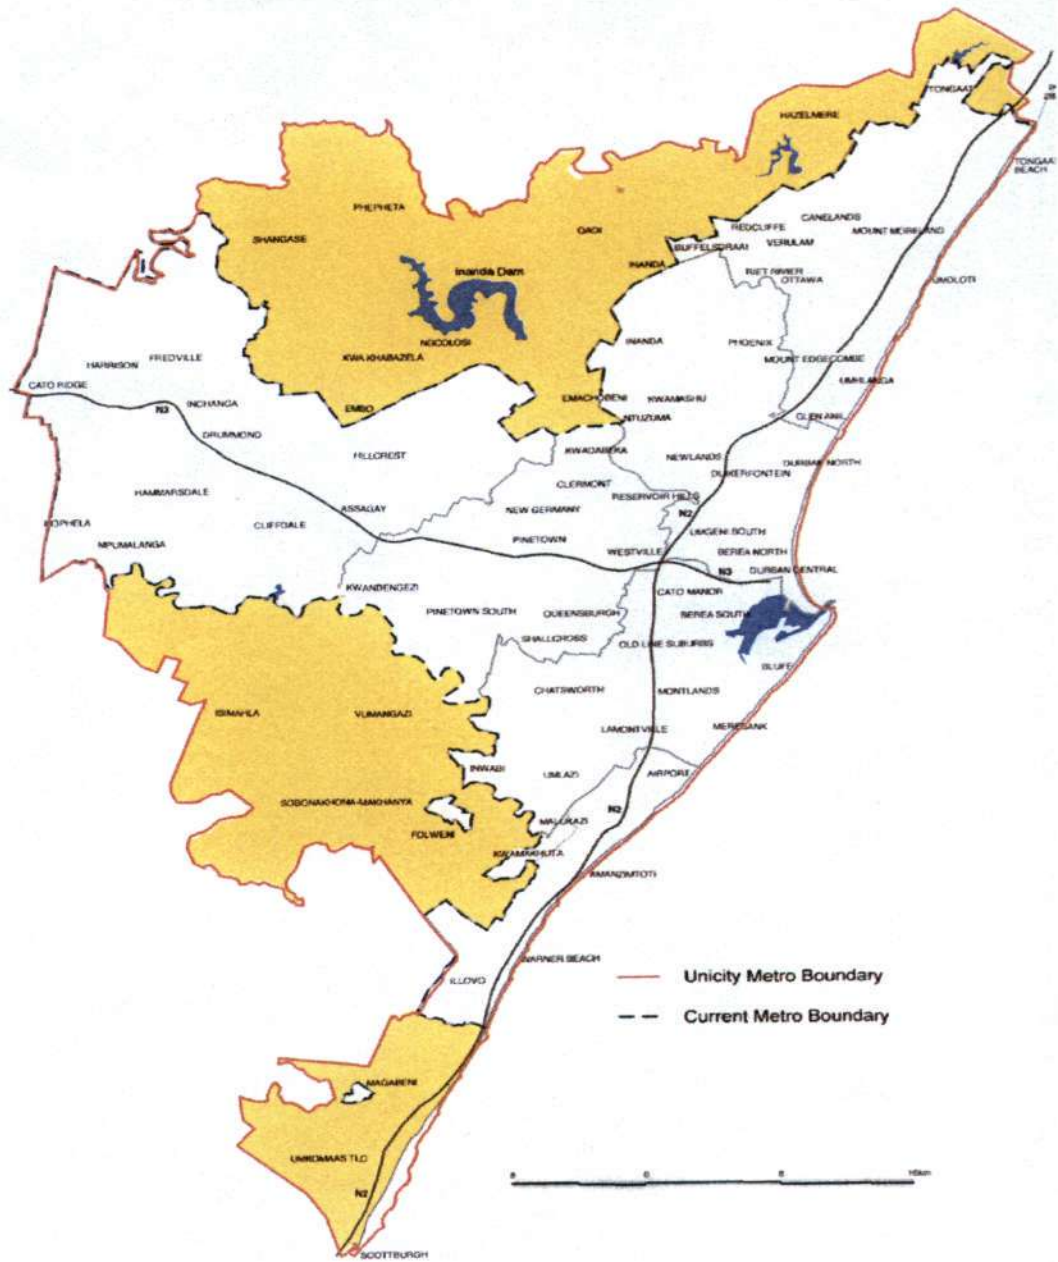 TONGAAT
HAZELMERE
TONGAAT
BEACH
PHEPHETA
QADI
CANELANDS
REDCLIFFE
MOUNT MORELAND
SHANGASE
BUFFELSDRAAI
VERULAM
INANDA
Inanda Dam
RIET RIVIER
OTTAWA
UMDLOTI
NGCOLOSI
INANDA
PHOENIX
KWA KHABAZELA
MOUNT EDGECOMBE
FREDVILLE
HARRISON
CATO RIDGE
UMHLANGA
INCHANGA
N3
EMBO
EMACHOBENI
KWAMASHU
NTUZUMA
GLEN ANIL
DRUMMOND
HILLCREST
KWADABEKA
NEWLANDS
DURBAN NORTH
DUIKERFONTEIN
CLERMONT
HAMMARSDALE
RESERVOIR HILLS
ASSAGAY
NEW GERMANY
N2
CLIFFDALE
UMGENI SOUTH
MPUMALANGA
PINETOWN
WESTVILLE
BEREA NORTH
N3
DURBAN CENTRAL
KWANDENGEZI
CATO MANOR
PINETOWN SOUTH
QUEENSBURGH
BEREA SOUTH
SHALLCROSS
OLD LINE SUBURBS
BLUFF
CHATSWORTH
MONTLANDS
ISIMAHLA
VUMANGAZI
LAMONTVILLE
MEREBANK
INWABI
UMLAZI
AIRPORT
SOBONAKHONA-MAKHANYA
N2
FOLWENI
MALUKAZI
KWAMAKHUTA
AMANZIMTOTI
WARNER BEACH
ILLOVO
Unicity Metro Boundary
Current Metro Boundary
MAGABENI
UMKOMAAS TLC
N2
SCOTTBURGH